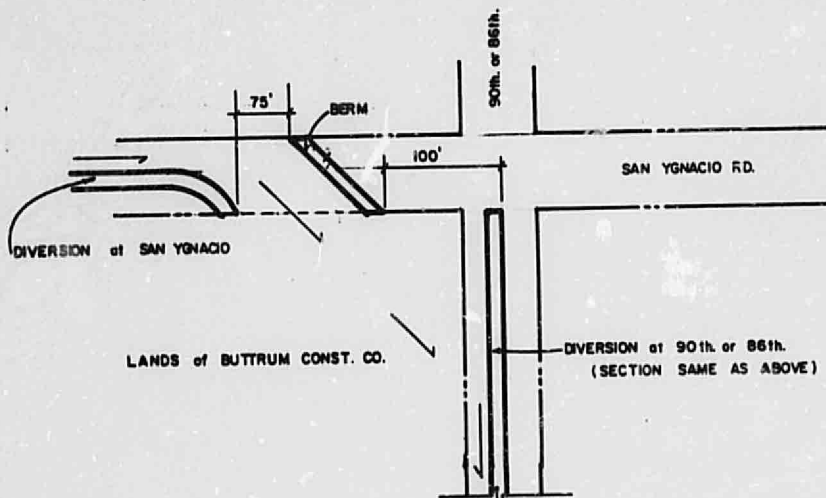 90th. or 86th.
75'
BERM
100'
SAN YGNACIO RD.
DIVERSION at SAN YGNACIO
LANDS of BUTTRUM CONST. CO.
DIVERSION at 90th. or 86th.
(SECTION SAME AS ABOVE)